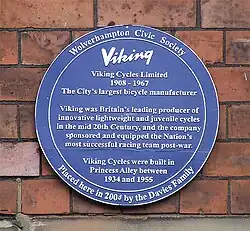 Wolverhampton Civic Society
Viking
Viking Cycles Limited
1908 - 1967
The City's largest bicycle manufacturer
Viking was Britain's leading producer of
innovative lightweight and juvenile cycles
in the mid 20th Century, and the company
sponsored and equipped the Nation's
most successful racing team post-war.
Viking Cycles were built in
Princess Alley between
1934 and 1955
Placed here in 2004 by the Davies Family